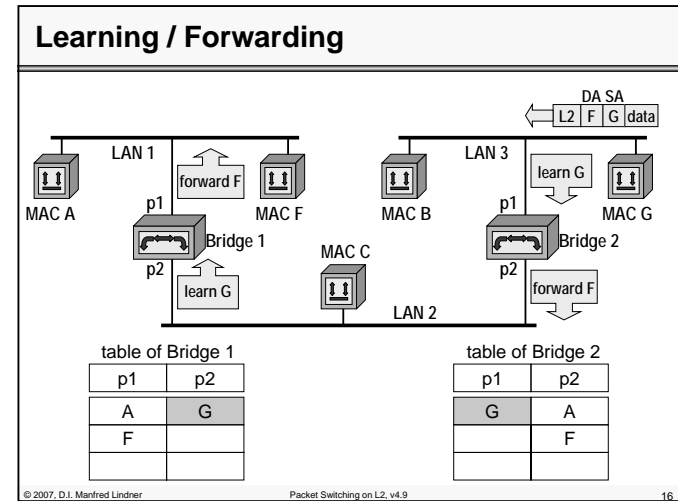 Learning / Forwarding
DA SA
L2 F G data
LAN 1
forward F
LAN 3
learn G
MAC A
p1
MAC F
MAC B
p1
MAC G
Bridge 1
MAC C
Bridge 2
p2
learn G
p2
forward F
LAN 2
table of Bridge 1
p1 p2
A G
F
table of Bridge 2
p1 p2
G A
F
© 2007, D.I. Manfred Lindner
Packet Switching on L2, v4.9
16